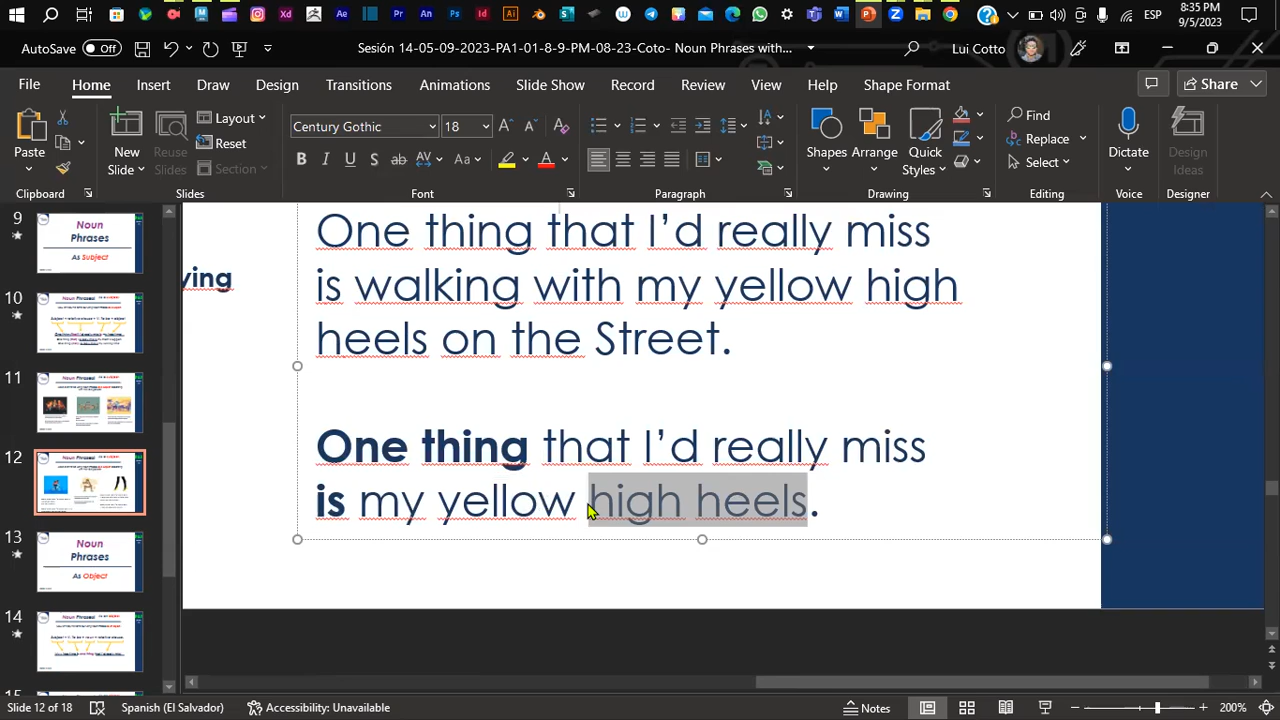 ESP
8:35 PM
9/5/2023
AutoSave
Off
Sesión 14-05-09-2023-PA1-01-8-9-PM-08-23-Coto- Noun Phrases with...
Lui Cotto
File
Home
Insert
Draw
Design
Transitions
Animations
Slide Show
Record
Review
View
Help
Shape Format
Share
Paste
Clipboard
New
Slide
Reuse
Slides
Layout
Reset
Section
Slides
Century Gothic
18
Font
Paragraph
Shapes
Arrange
Quick
Styles
Drawing
Find
Replace
Select
Editing
Dictate
Voice
Design
Ideas
Designer
9
Noun
Phrases
As Subject
10
11
12
13
Noun
Phrases
As Object
14
15
ying
One thing that I’d really miss
is walking with my yellow high
heels on the Street.
One thing that I’d really miss
is my yellow high heels.
Slide 12 of 18
Spanish (El Salvador)
Accessibility: Unavailable
Notes
200%